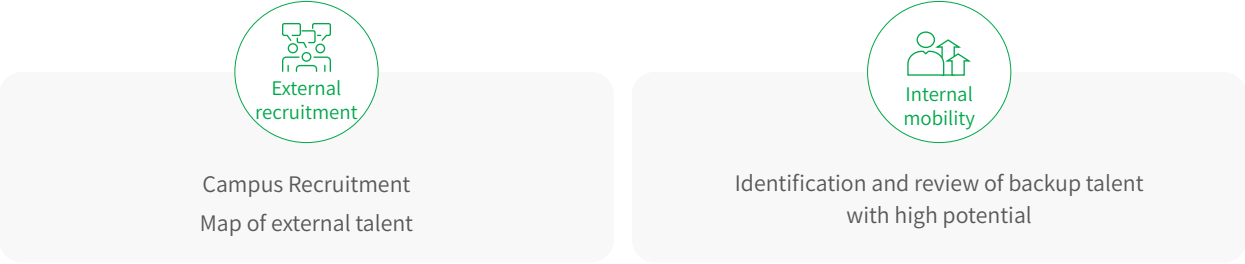 External
recruitment
Campus Recruitment
Map of external talent
Internal
mobility
Identification and review of backup talent
with high potential